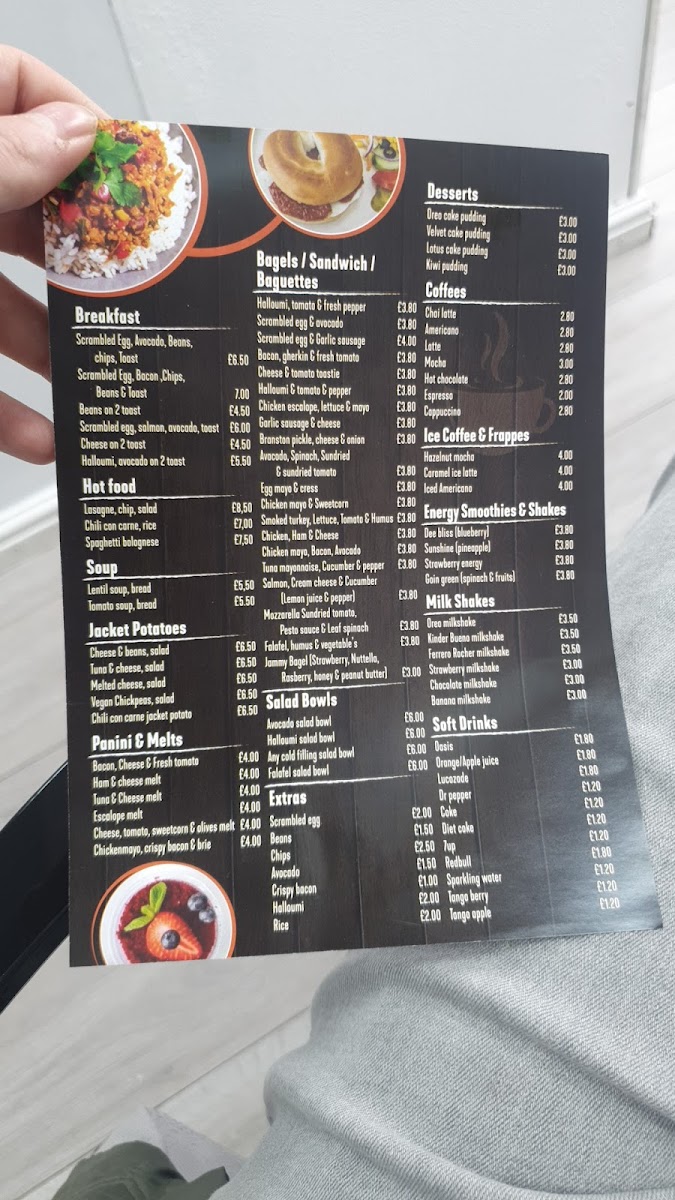 Breakfast
Scrambled Egg, Avocado, Beans,
chips, Toast £6.50
Scrambled Egg, Bacon ,Chips,
Beans & Toast 7.00
Beans on 2 toast £4.50
Scrambled egg, salmon, avocado, toast £6.00
Cheese on 2 toast £4.50
Halloumi, avocado on 2 toast £5.50
Hot food
Lasagne, chip, salad £8,50
Chili con carne, rice £7,00
Spaghetti bolognese £7,50
Soup
Lentil soup, bread £5,50
Tomato soup, bread £5.50
Jacket Potatoes
Cheese & beans, salad £6.50
Tuna & cheese, salad £6.50
Melted cheese, salad £6.50
Vegan Chickpeas, salad £6.50
Chili con carne jacket potato £6.50
Panini & Melts
Bacon, Cheese & Fresh tomato £4.00
Ham & cheese melt £4.00
Tuna & Cheese melt £4.00
Escalope melt £4.00
Cheese, tomato, sweetcorn & olives melt £4.00
Chickenmayo, crispy bacon & brie £4.00
Bagels / Sandwich /
Baguettes
Halloumi, tomato & fresh pepper £3.80
Scrambled egg & avocado £3.80
Scrambled egg & Garlic sausage £4.00
Bacon, gherkin & fresh tomato £3.80
Cheese & tomato toastie £3.80
Halloumi & tomato & pepper £3.80
Chicken escalope, lettuce & mayo £3.80
Garlic sausage & cheese £3.80
Branston pickle, cheese & onion £3.80
Avocado, Spinach, Sundried
& sundried tomato £3.80
Egg mayo & cress £3.80
Chicken mayo & Sweetcorn £3.80
Smoked turkey, Lettuce, Tomato & Humus £3.80
Chicken, Ham & Cheese £3.80
Chicken mayo, Bacon, Avocado £3.80
Tuna mayonnaise, Cucumber & pepper £3.80
Salmon, Cream cheese & Cucumber
(Lemon juice & pepper) £3.80
Mozzarella Sundried tomato,
Pesto sauce & Leaf spinach £3.80
Falafel, humus & vegetable's £3.80
Jammy Bagel (Strawberry, Nuttella,
Rasberry, honey & peanut butter) £3.00
Salad Bowls
Avocado salad bowl £6.00
Halloumi salad bowl £6.00
Any cold filling salad bowl £6.00
Falafel salad bowl £6.00
Extras
Scrambled egg £2.00
Beans £1.50
Chips £2.50
Avocado £1.50
Crispy bacon £1.00
Halloumi £2.00
Rice £2.00
Desserts
Oreo cake pudding £3.00
Velvet cake pudding £3.00
Lotus cake pudding £3.00
Kiwi pudding £3.00
Coffees
Chai latte 2.80
Americano 2.80
Latte 2.80
Mocha 3.00
Hot chocolate 2.80
Espresso 2.00
Cappuccino 2.80
Ice Coffee & Frappes
Hazelnut mocha 4.00
Caramel ice latte 4.00
Iced Americano 4.00
Energy Smoothies & Shakes
Dee bliss (blueberry) £3.80
Sunshine (pineapple) £3.80
Strawberry energy £3.80
Goin green (spinach & fruits) £3.80
Milk Shakes
Oreo milkshake £3.50
Kinder Bueno milkshake £3.50
Ferrero Rocher milkshake £3.50
Strawberry milkshake £3.00
Chocolate milkshake £3.00
Banana milkshake £3.00
Soft Drinks
Oasis £1.80
Orange/Apple juice £1.80
Lucozade £1.80
Dr pepper £1.20
Coke £1.20
Diet coke £1.20
7up £1.20
Redbull £1.80
Sparkling water £1.20
Tango berry £1.20
Tango apple £1.20